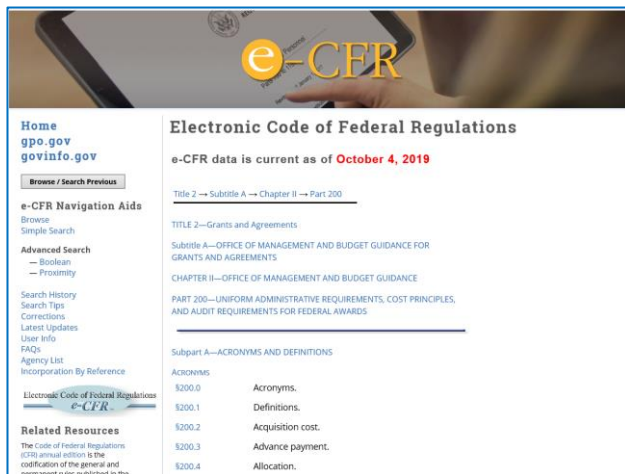 e-CFR
Home
gpo.gov
govinfo.gov
Browse / Search Previous
e-CFR Navigation Aids
Browse
Simple Search
Advanced Search
— Boolean
— Proximity
Search History
Search Tips
Corrections
Latest Updates
User Info
FAQs
Agency List
Incorporation By Reference
Electronic Code of Federal Regulations
e-CFR
Related Resources
The Code of Federal Regulations
(CFR) annual edition is the
codification of the general and
permanent rules published in the
Electronic Code of Federal Regulations
e-CFR data is current as of October 4, 2019
Title 2 → Subtitle A → Chapter II → Part 200
TITLE 2—Grants and Agreements
Subtitle A—OFFICE OF MANAGEMENT AND BUDGET GUIDANCE FOR
GRANTS AND AGREEMENTS
CHAPTER II—OFFICE OF MANAGEMENT AND BUDGET GUIDANCE
PART 200—UNIFORM ADMINISTRATIVE REQUIREMENTS, COST PRINCIPLES,
AND AUDIT REQUIREMENTS FOR FEDERAL AWARDS
Subpart A—ACRONYMS AND DEFINITIONS
ACRONYMS
§200.0 Acronyms.
§200.1 Definitions.
§200.2 Acquisition cost.
§200.3 Advance payment.
§200.4 Allocation.